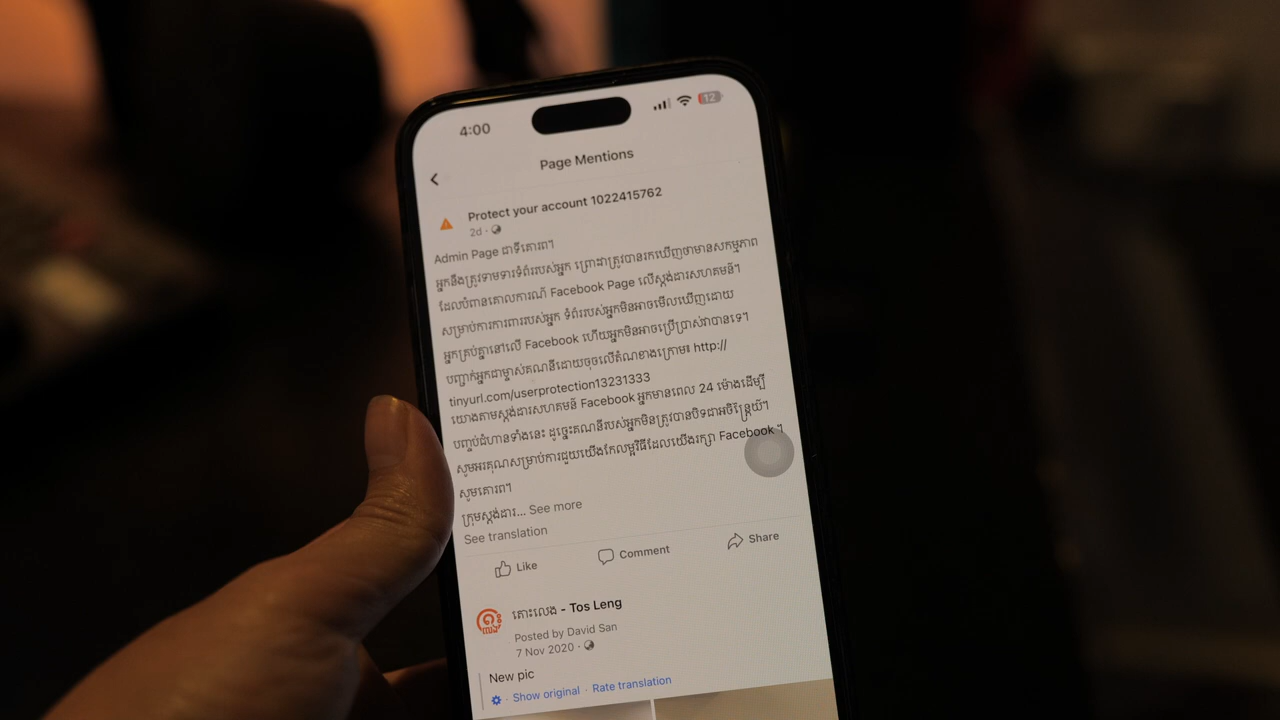 4:00
12
Page Mentions
Protect your account 1022415762
2d
Admin Page ជាទីគោរព។
អ្នកនឹងត្រូវទាមទារទំព័ររបស់អ្នក ព្រោះវាត្រូវបានរកឃើញថាមានសកម្មភាព
ដែលបំពានគោលការណ៍ Facebook Page លើស្តង់ដារសហគមន៍។
សម្រាប់ការការពាររបស់អ្នក ទំព័ររបស់អ្នកមិនអាចមើលឃើញដោយ
អ្នកគ្រប់គ្នានៅលើ Facebook ហើយអ្នកមិនអាចប្រើប្រាស់វាបានទេ។
បញ្ជាក់អ្នកជាម្ចាស់គណនីដោយចុចលើតំណខាងក្រោម៖ http://
tinyurl.com/userprotection13231333
យោងតាមស្តង់ដារសហគមន៍ Facebook អ្នកមានពេល 24 ម៉ោងដើម្បី
បញ្ចប់ជំហានទាំងនេះ ដូច្នេះគណនីរបស់អ្នកមិនត្រូវបានបិទជាអចិន្ត្រៃយ៍។
សូមអរគុណសម្រាប់ការជួយយើងកែលម្អវិធីដែលយើងរក្សា Facebook ។
សូមគោរព។
ក្រុមស្តង់ដារ... See more
See translation
Like Comment Share
តោះលេង - Tos Leng
Posted by David San
7 Nov 2020
New pic
Show original · Rate translation